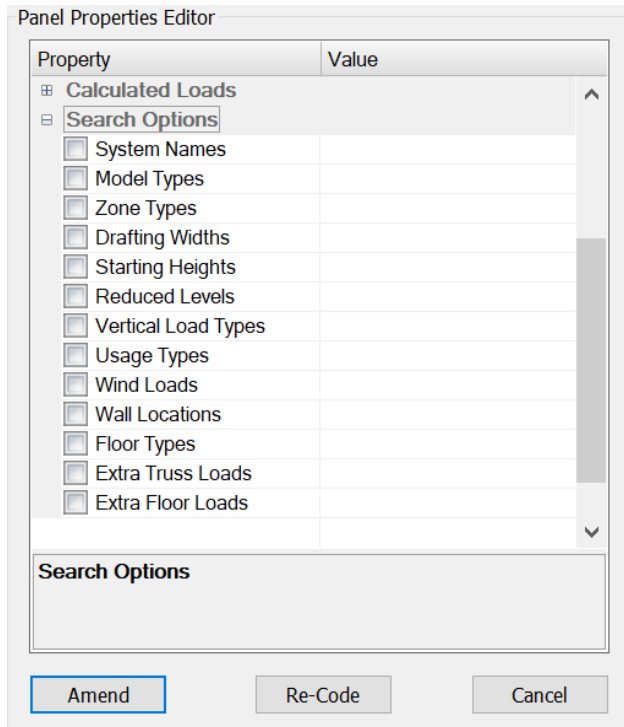 Panel Properties Editor
Property Value
Calculated Loads
Search Options
System Names
Model Types
Zone Types
Drafting Widths
Starting Heights
Reduced Levels
Vertical Load Types
Usage Types
Wind Loads
Wall Locations
Floor Types
Extra Truss Loads
Extra Floor Loads
Search Options
Amend Re-Code Cancel